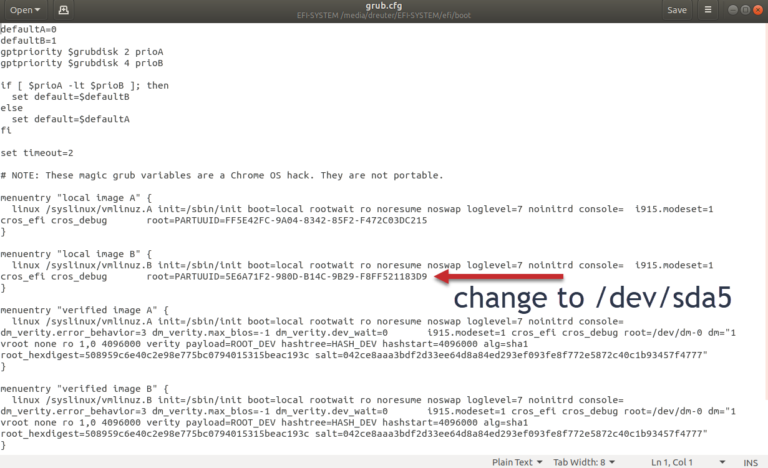 Open
grub.cfg
EFI-SYSTEM /media/dreuter/EFI-SYSTEM/efi/boot
Save
defaultA=0
defaultB=1
gptpriority $grubdisk 2 prioA
gptpriority $grubdisk 4 prioB
if [ $prioA -lt $prioB ]; then
set default=$defaultB
else
set default=$defaultA
fi
set timeout=2
# NOTE: These magic grub variables are a Chrome OS hack. They are not portable.
menuentry "local image A" {
linux /syslinux/vmlinuz.A init=/sbin/init boot=local rootwait ro noresume noswap loglevel=7 noinitrd console=  i915.modeset=1
cros_efi cros_debug       root=PARTUUID=FF5E42FC-9A04-8342-85F2-F472C03DC215
}
menuentry "local image B" {
linux /syslinux/vmlinuz.B init=/sbin/init boot=local rootwait ro noresume noswap loglevel=7 noinitrd console=  i915.modeset=1
cros_efi cros_debug       root=PARTUUID=5E6A71F2-980D-B14C-9B29-F8FF521183D9
}
change to /dev/sda5
menuentry "verified image A" {
linux /syslinux/vmlinuz.A init=/sbin/init boot=local rootwait ro noresume noswap loglevel=7 noinitrd console=
dm_verity.error_behavior=3 dm_verity.max_bios=-1 dm_verity.dev_wait=0       i915.modeset=1 cros_efi cros_debug root=/dev/dm-0 dm="1
vroot none ro 1,0 4096000 verity payload=ROOT_DEV hashtree=HASH_DEV hashstart=4096000 alg=sha1
root_hexdigest=508959c6e40c2e98e775bc0794015315beac193c salt=042ce8aaa3bdf2d33ee64d8a84ed293ef093fe8f772e5872c40c1b93457f4777"
}
menuentry "verified image B" {
linux /syslinux/vmlinuz.B init=/sbin/init boot=local rootwait ro noresume noswap loglevel=7 noinitrd console=
dm_verity.error_behavior=3 dm_verity.max_bios=-1 dm_verity.dev_wait=0       i915.modeset=1 cros_efi cros_debug root=/dev/dm-0 dm="1
vroot none ro 1,0 4096000 verity payload=ROOT_DEV hashtree=HASH_DEV hashstart=4096000 alg=sha1
root_hexdigest=508959c6e40c2e98e775bc0794015315beac193c salt=042ce8aaa3bdf2d33ee64d8a84ed293ef093fe8f772e5872c40c1b93457f4777"
}
Plain Text
Tab Width: 8
Ln 1, Col 1
INS